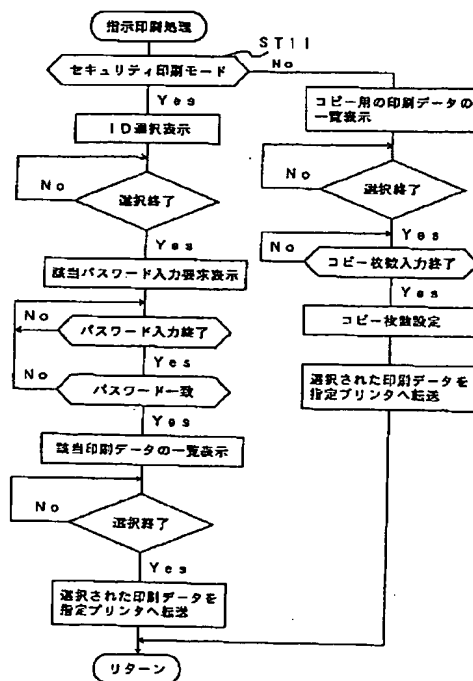 指示印刷処理
ST11
セキュリティ印刷モード
No
Yes
ID選択表示
No
選択終了
Yes
該当パスワード入力要求表示
No
パスワード入力終了
Yes
No
パスワード一致
Yes
該当印刷データの一覧表示
No
選択終了
Yes
選択された印刷データを
指定プリンタへ転送
リターン
コピー用の印刷データの
一覧表示
No
選択終了
Yes
No
コピー枚数入力終了
Yes
コピー枚数設定
選択された印刷データを
指定プリンタへ転送